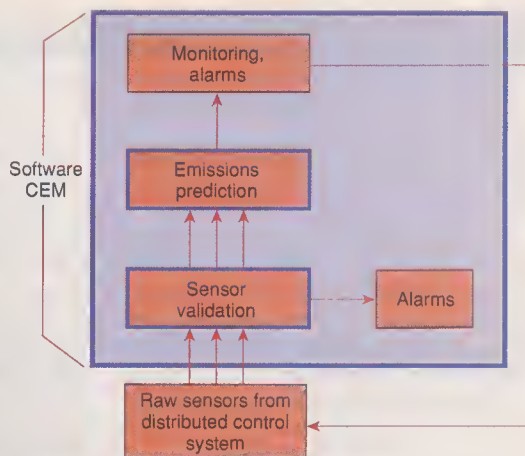 Monitoring,
alarms
Software
CEM
Emissions
prediction
Sensor
validation
Alarms
Raw sensors from
distributed control
system